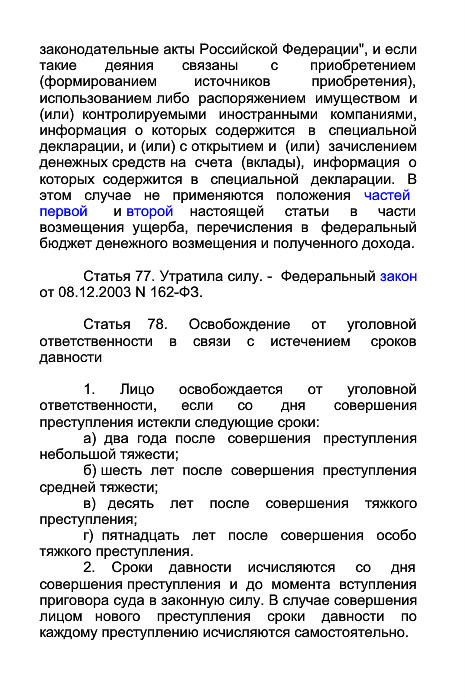 законодательные акты Российской Федерации", и если
такие деяния связаны с приобретением
(формированием источников приобретения),
использованием либо распоряжением имуществом и
(или) контролируемыми иностранными компаниями,
информация о которых содержится в специальной
декларации, и (или) с открытием и (или) зачислением
денежных средств на счета (вклады), информация о
которых содержится в специальной декларации. В
этом случае не применяются положения частей
первой и второй настоящей статьи в части
возмещения ущерба, перечисления в федеральный
бюджет денежного возмещения и полученного дохода.
Статья 77. Утратила силу. - Федеральный закон
от 08.12.2003 N 162-ФЗ.
Статья 78. Освобождение от уголовной
ответственности в связи с истечением сроков
давности
1. Лицо освобождается от уголовной
ответственности, если со дня совершения
преступления истекли следующие сроки:
а) два года после совершения преступления
небольшой тяжести;
б) шесть лет после совершения преступления
средней тяжести;
в) десять лет после совершения тяжкого
преступления;
г) пятнадцать лет после совершения особо
тяжкого преступления.
2. Сроки давности исчисляются со дня
совершения преступления и до момента вступления
приговора суда в законную силу. В случае совершения
лицом нового преступления сроки давности по
каждому преступлению исчисляются самостоятельно.